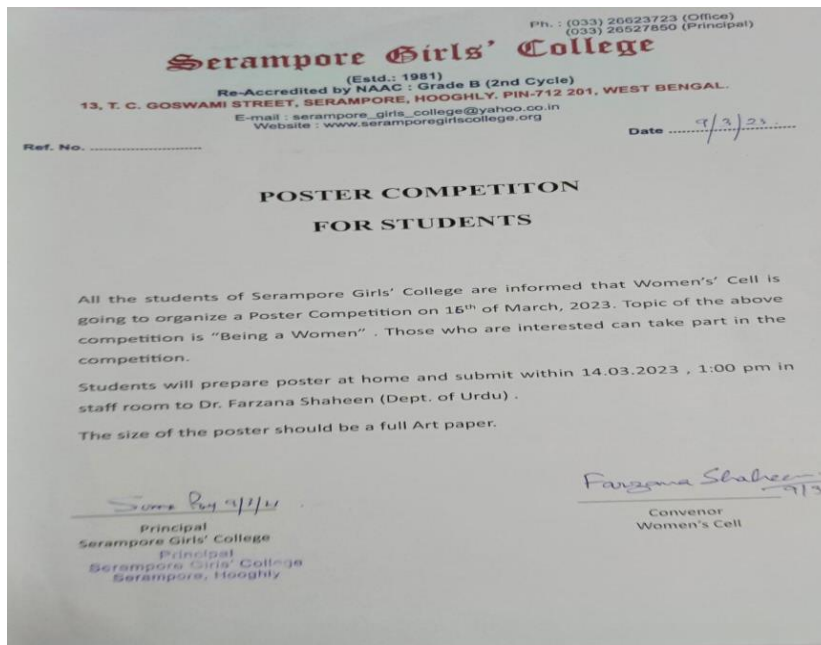 Ph. : (033) 26623723 (Office)
(033) 26527850 (Principal)
Serampore Girls' College
(Estd.: 1981)
Re-Accredited by NAAC : Grade B (2nd Cycle)
13, T. C. GOSWAMI STREET, SERAMPORE, HOOGHLY. PIN-712 201, WEST BENGAL.
E-mail : serampore_girls_college@yahoo.co.in
Website : www.seramporegirlscollege.org
Ref. No. ............................
Date ....9/3/23....
POSTER COMPETITON
FOR STUDENTS
All the students of Serampore Girls' College are informed that Women's' Cell is
going to organize a Poster Competition on 16th of March, 2023. Topic of the above
competition is "Being a Women" . Those who are interested can take part in the
competition.
Students will prepare poster at home and submit within 14.03.2023 , 1:00 pm in
staff room to Dr. Farzana Shaheen (Dept. of Urdu) .
The size of the poster should be a full Art paper.
Farzana Shaheen
Principal
Serampore Girls' College
Principal
Serampore Girls' College
Serampore, Hooghly
Convenor
Women's Cell